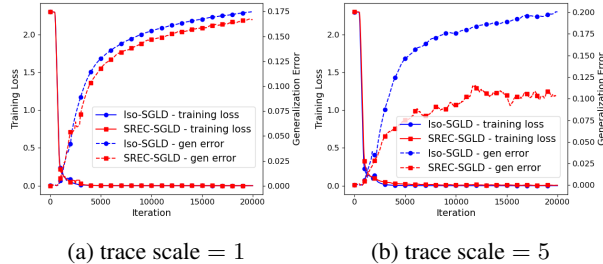 2.0
1.5
1.0
0.5
0.0
Training Loss
0.175
0.150
0.125
0.100
0.075
0.050
0.025
0.000
Generalization Error
Iso-SGLD - training loss
SREC-SGLD - training loss
Iso-SGLD - gen error
SREC-SGLD - gen error
0 5000 10000 15000 20000
Iteration
(a) trace scale = 1
2.0
1.5
1.0
0.5
0.0
Training Loss
0.200
0.175
0.150
0.125
0.100
0.075
0.050
0.025
0.000
Generalization Error
Iso-SGLD - training loss
SREC-SGLD - training loss
Iso-SGLD - gen error
SREC-SGLD - gen error
0 5000 10000 15000 20000
Iteration
(b) trace scale = 5